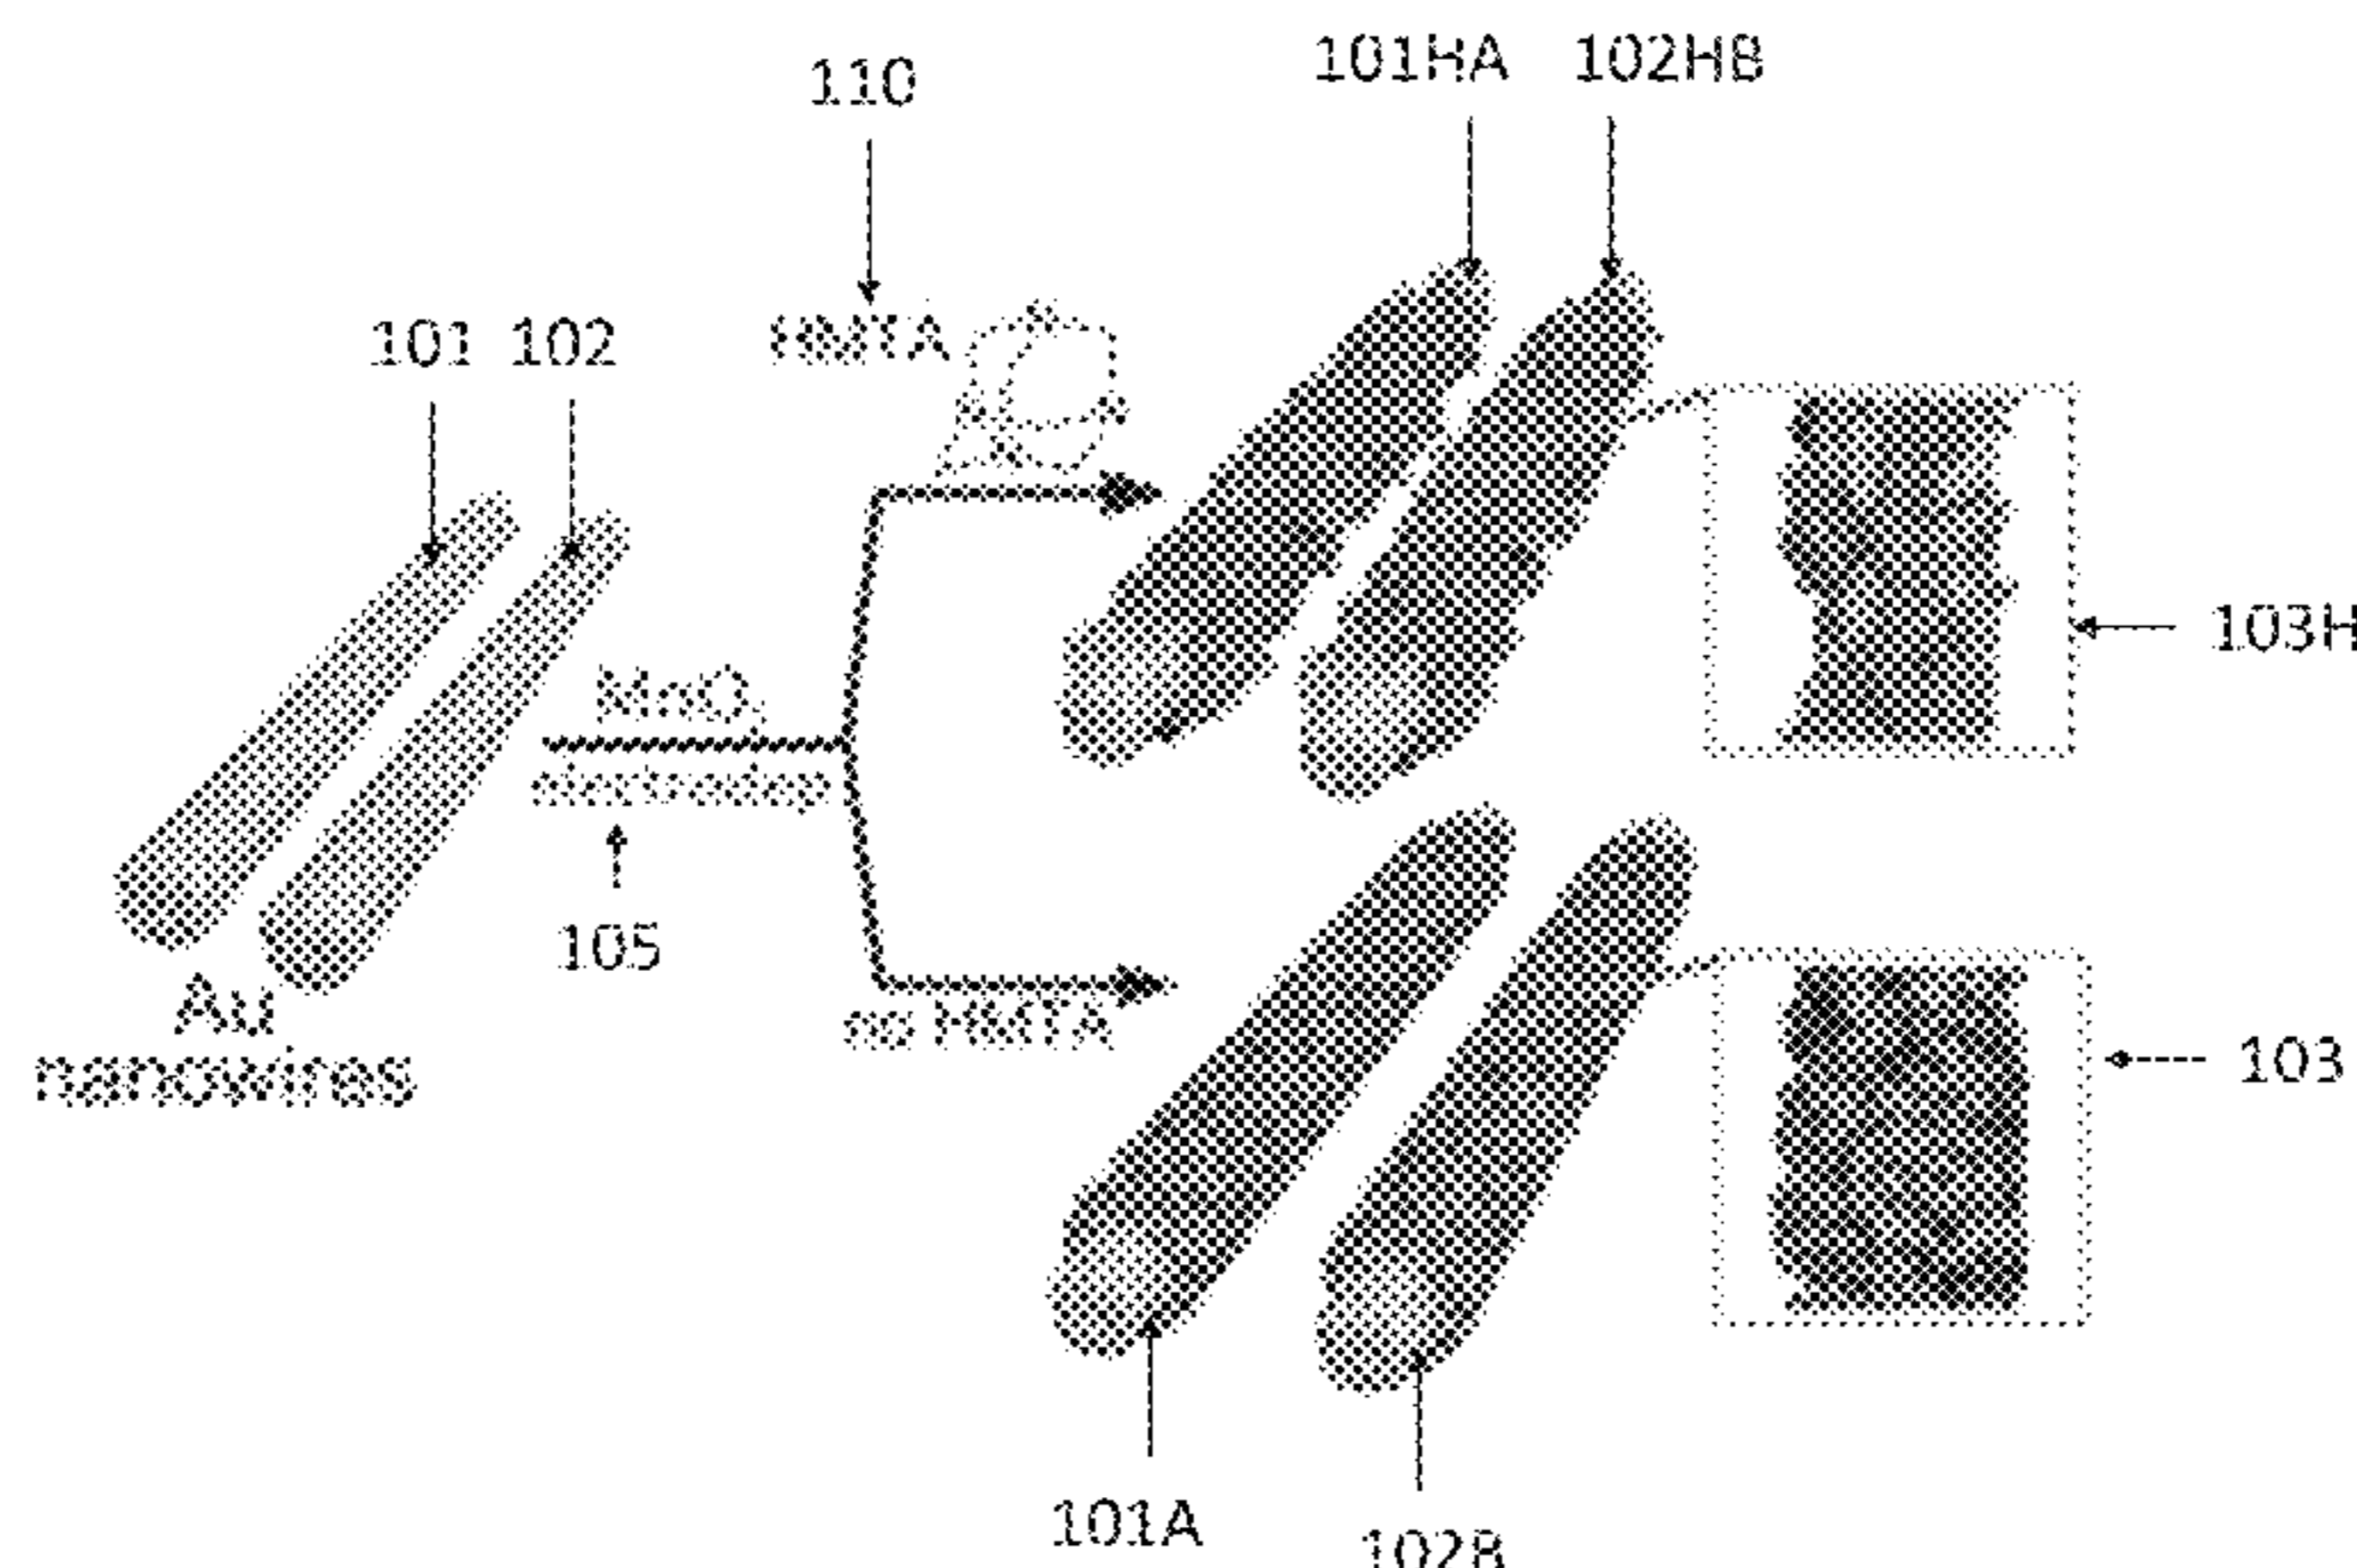 110
101HA 102HB
101 102
HMTA
103H
MnO₂
electrodep
105
no HMTA
Au
nanowires
103
101A
102B